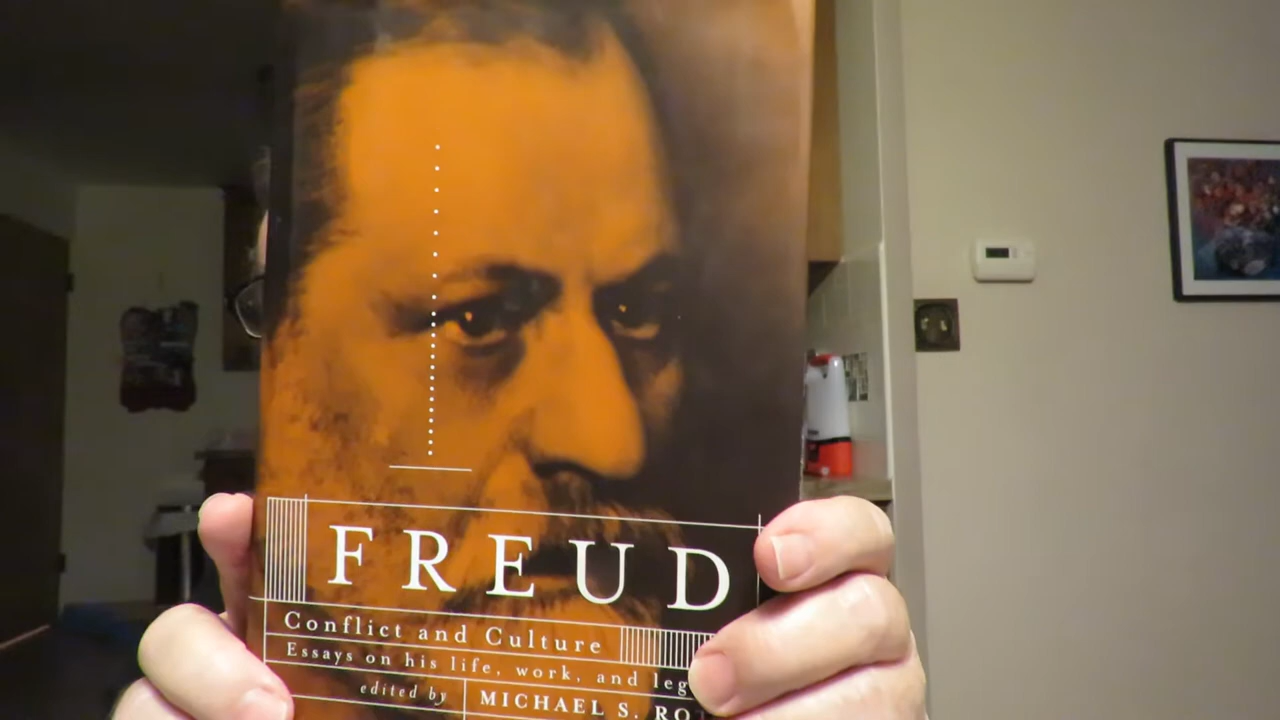 FREUD
Conflict and Culture
Essays on his life, work, and leg
edited by
MICHAEL S. RO